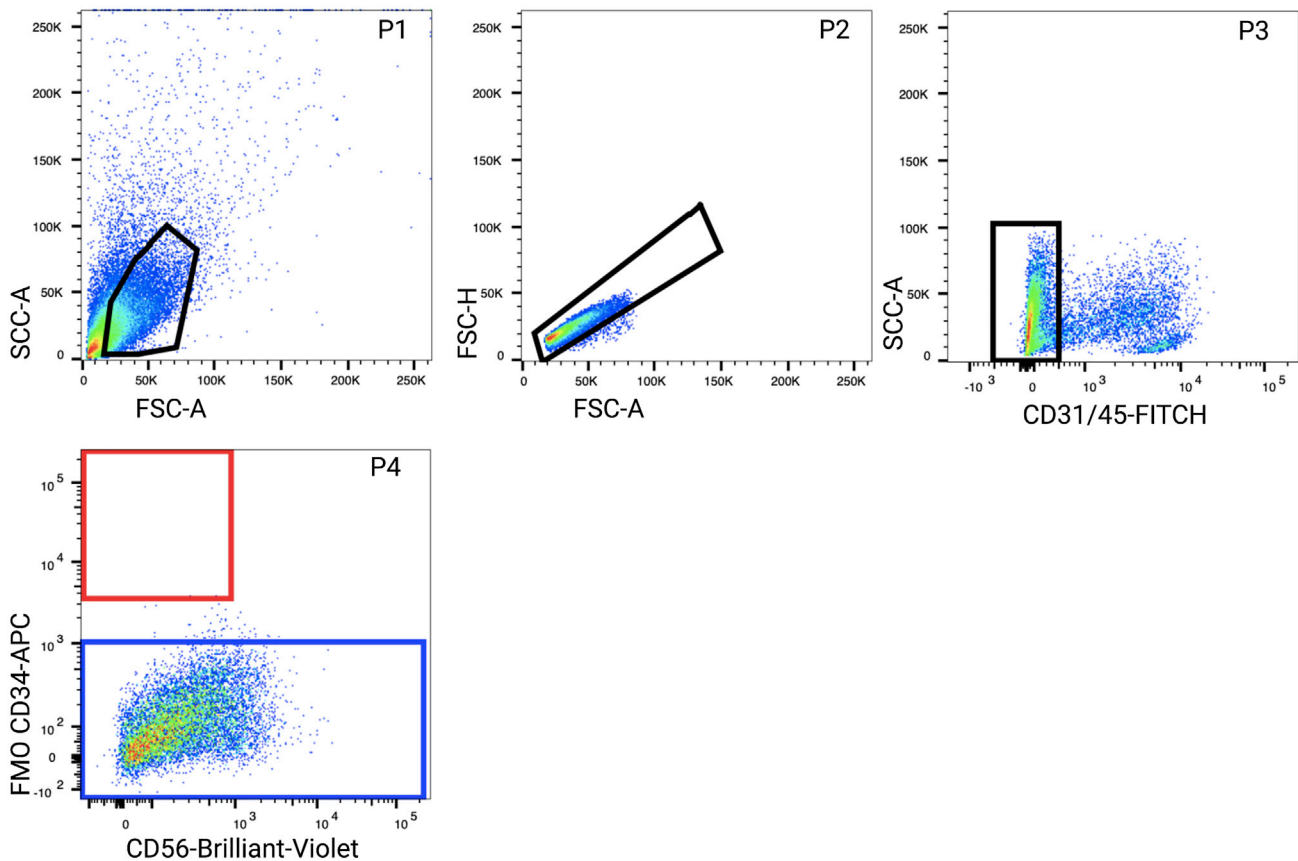 P1
250K
200K
150K
100K
50K
0
0 50K 100K 150K 200K 250K
SCC-A
FSC-A
P2
250K
200K
150K
100K
50K
0
0 50K 100K 150K 200K 250K
FSC-H
FSC-A
P3
250K
200K
150K
100K
50K
0
-10 3 0 10 3 10 4 10 5
SCC-A
CD31/45-FITCH
P4
10 5
10 4
10 3
10 2
0
-10 2
0 10 3 10 4 10 5
FMO CD34-APC
CD56-Brilliant-Violet